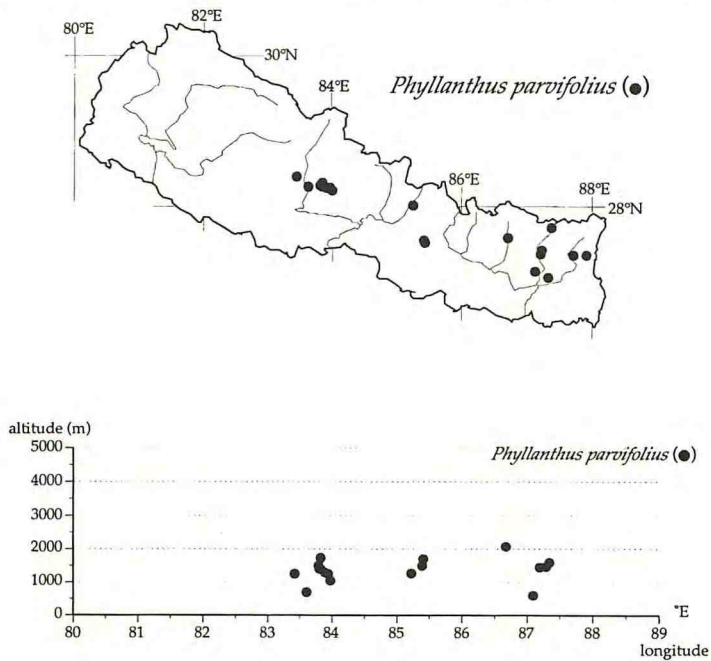 82°E
80°E
30°N
84°E
Phyllanthus parvifolius (●)
86°E
88°E
28°N
altitude (m)
5000
Phyllanthus parvifolius (●)
4000
3000
2000
1000
0
°E
80 81 82 83 84 85 86 87 88 89
longitude